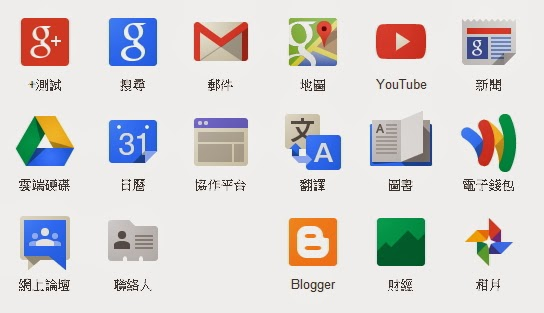 g+
g
g
g
+測試
搜尋
郵件
地圖
YouTube
新聞
31
文
A
A
雲端硬碟
日曆
協作平台
翻譯
圖書
電子錢包
網上論壇
聯絡人
Blogger
財經
相片